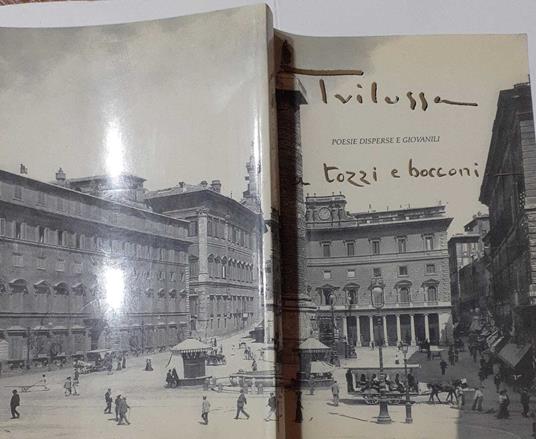 Trilussa
POESIE DISPERSE E GIOVANILI
a tozzi e bocconi